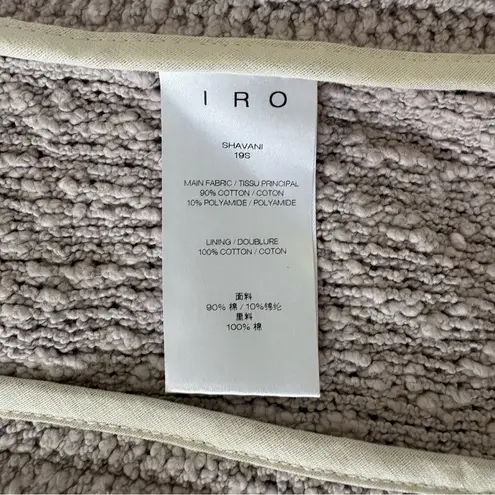 IRO
SHAVANI
19S
MAIN FABRIC / TISSU PRINCIPAL
90% COTTON / COTON
10% POLYAMIDE / POLYAMIDE
LINING / DOUBLURE
100% COTTON / COTON
面料
90% 棉 / 10%锦纶
里料
100% 棉